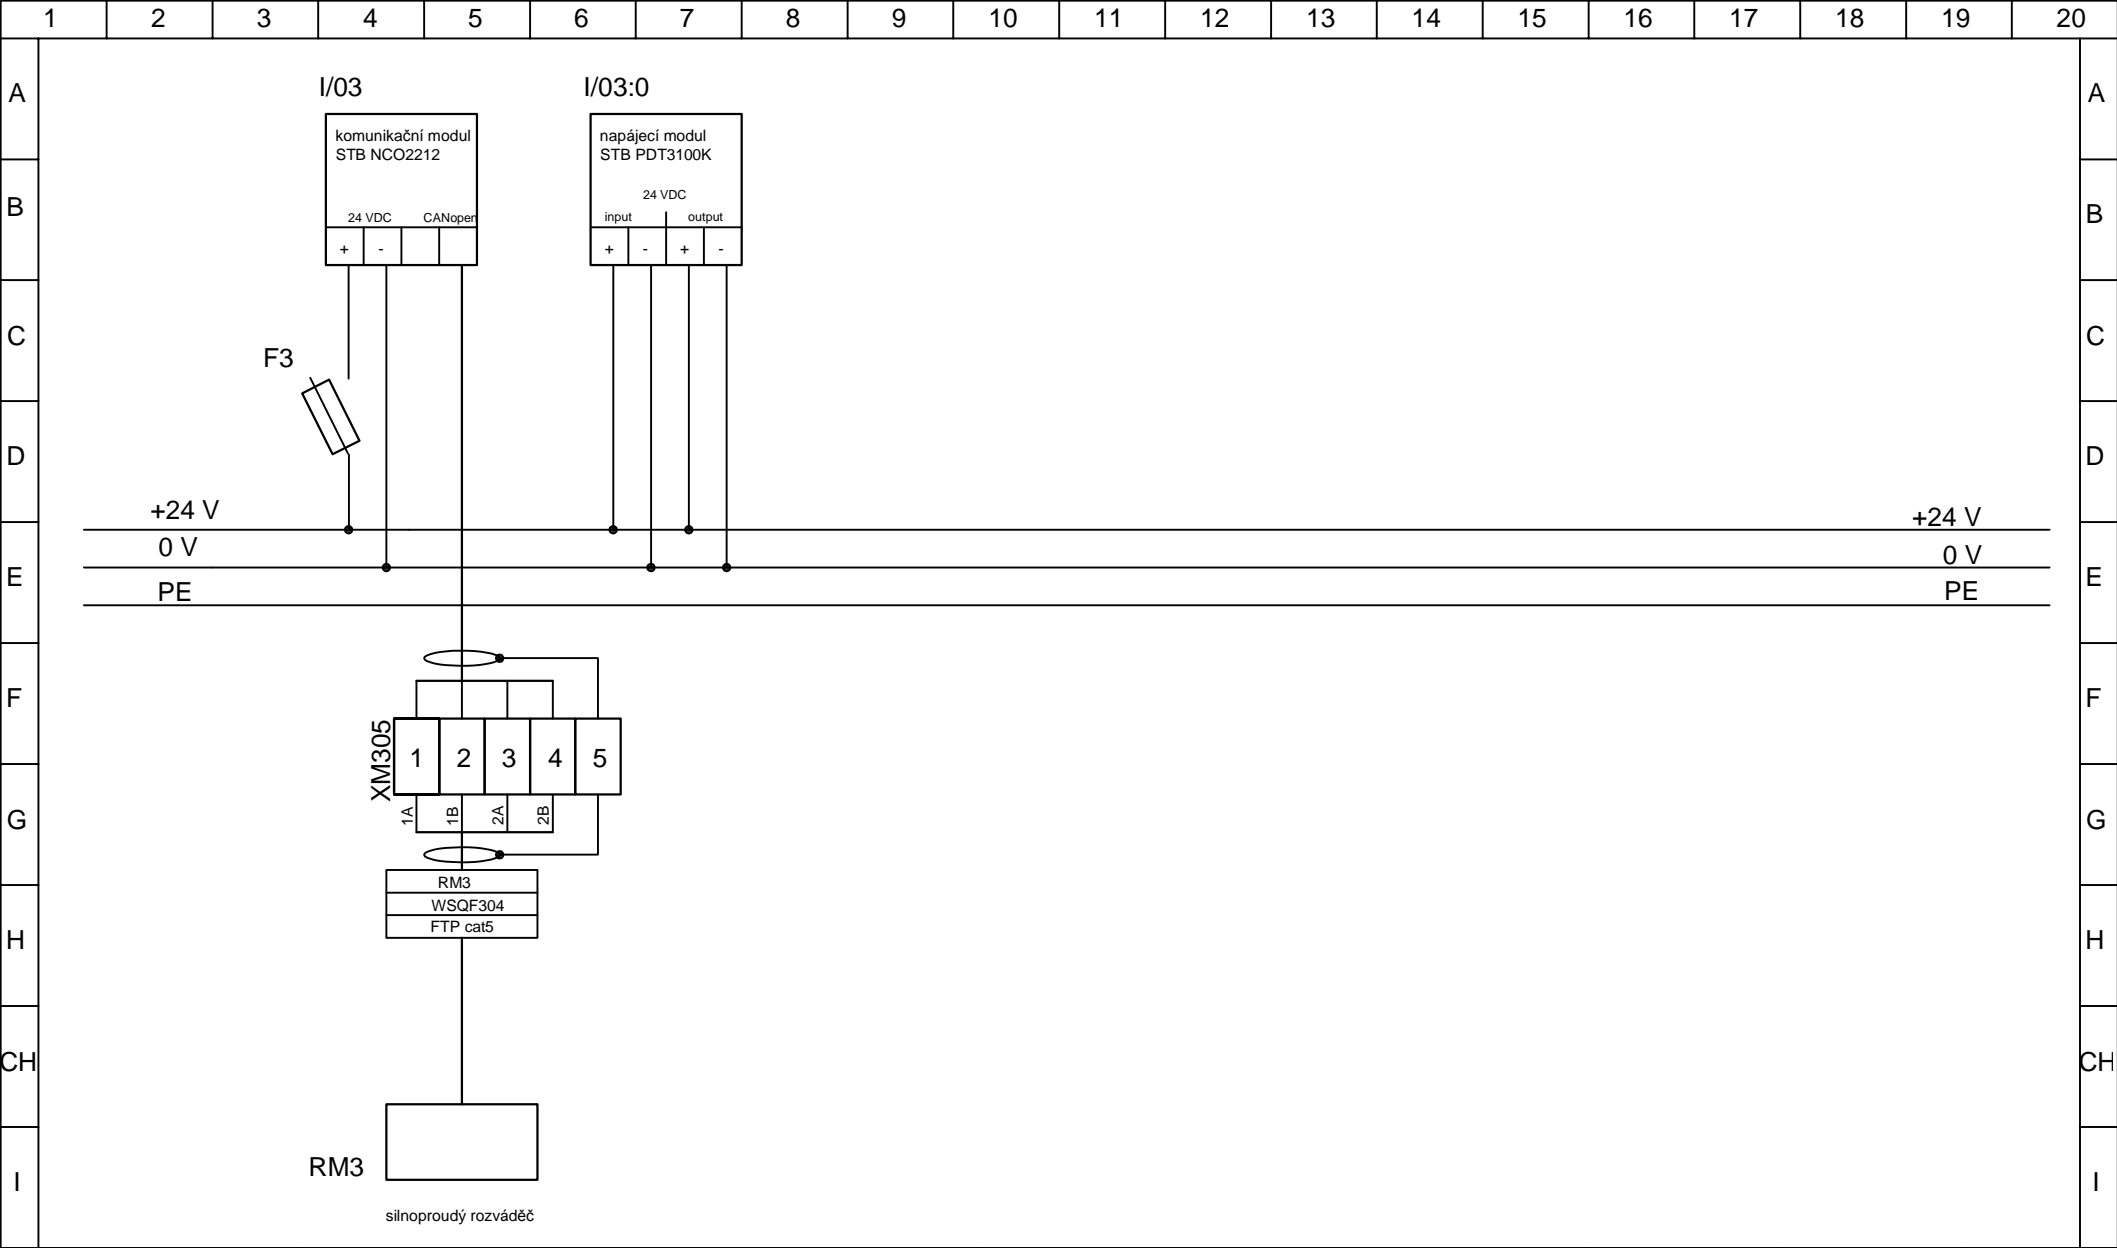 1 2 3 4 5 6 7 8 9 10 11 12 13 14 15 16 17 18 19 20
A A
I/03 I/03:0
komunikační modul
STB NCO2212
napájecí modul
STB PDT3100K
24 VDC
B B
24 VDC CANopen
input output
+ - + - + -
C C
F3
D D
+24 V +24 V
0 V 0 V
E E
PE PE
F F
XM305
1 2 3 4 5
1A 1B 2A 2B
G G
RM3
WSQF304
FTP cat5
H H
CH CH
RM3
I I
silnoproudý rozváděč